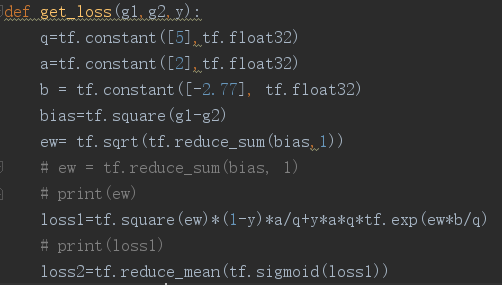 def get_loss(g1,g2,y):
q=tf.constant([5],tf.float32)
a=tf.constant([2],tf.float32)
b = tf.constant([-2.77], tf.float32)
bias=tf.square(g1-g2)
ew= tf.sqrt(tf.reduce_sum(bias,1))
# ew = tf.reduce_sum(bias, 1)
# print(ew)
loss1=tf.square(ew)*(1-y)*a/q+y*a*q*tf.exp(ew*b/q)
# print(loss1)
loss2=tf.reduce_mean(tf.sigmoid(loss1))